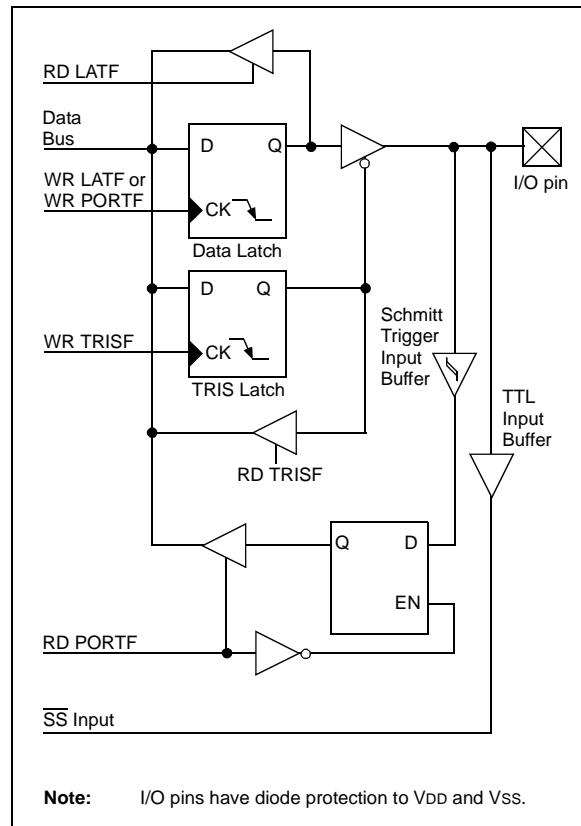 RD LATF
Data
Bus
D Q
WR LATF or
WR PORTF
CK
Data Latch
I/O pin
D Q
WR TRISF
CK
TRIS Latch
Schmitt
Trigger
Input
Buffer
TTL
Input
Buffer
RD TRISF
Q D
EN
RD PORTF
S̅S̅ Input
Note: I/O pins have diode protection to VDD and VSS.